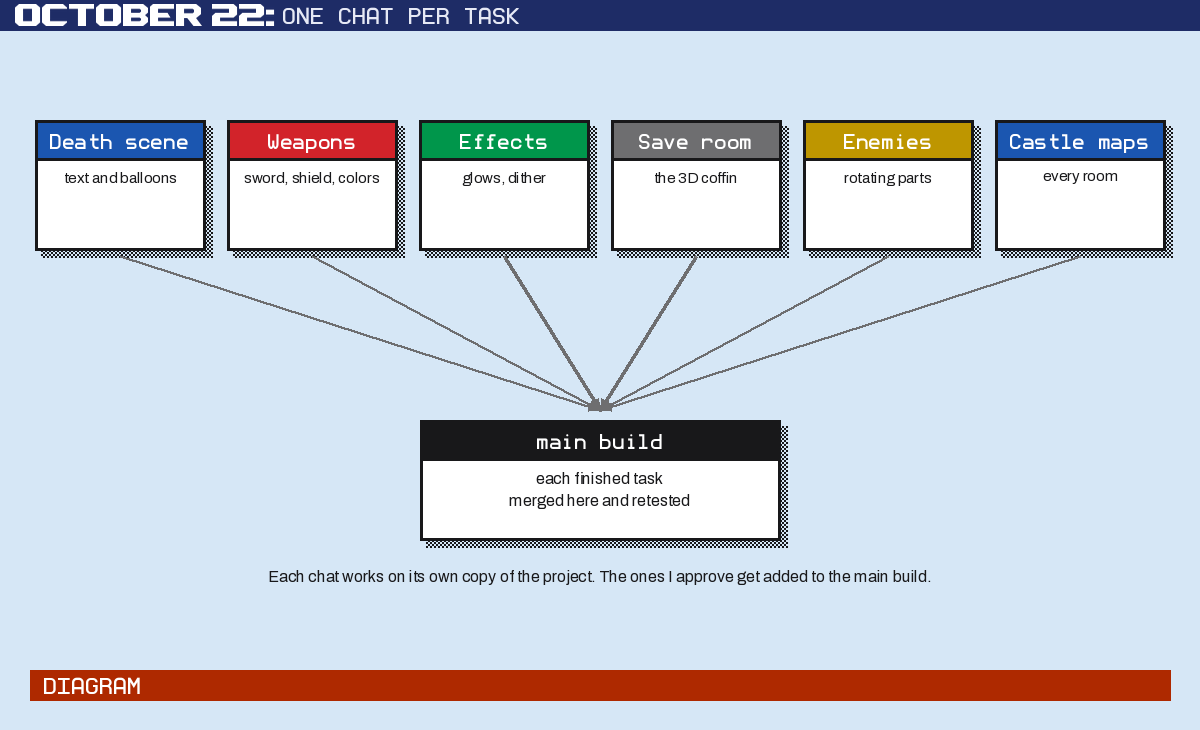 OCTOBER 22: ONE CHAT PER TASK
Death scene
text and balloons
Weapons
sword, shield, colors
Effects
glows, dither
Save room
the 3D coffin
Enemies
rotating parts
Castle maps
every room
main build
each finished task
merged here and retested
Each chat works on its own copy of the project. The ones I approve get added to the main build.
DIAGRAM